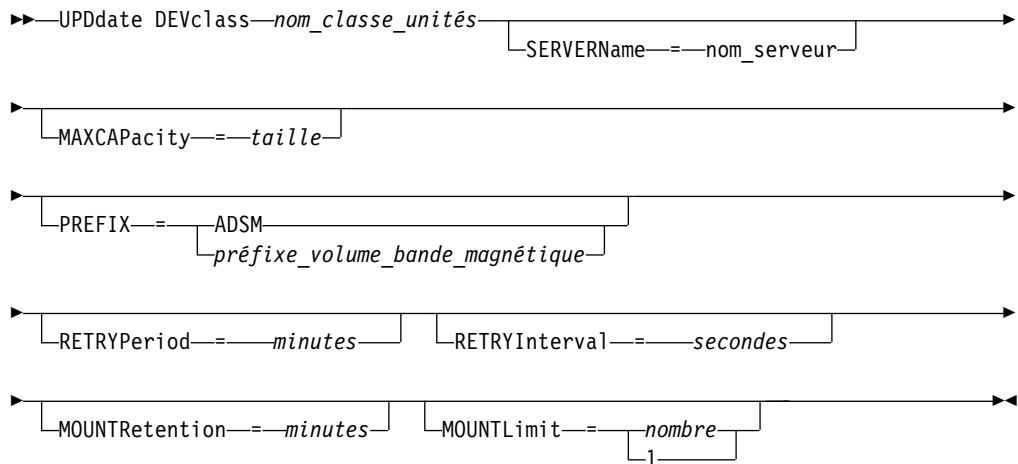 UPDdate DEVclass nom_classe_unités
SERVERName = nom_serveur
MAXCAPacity = taille
PREFIX = ADSM
préfixe_volume_bande_magnétique
RETRYPeriod = minutes RETRYInterval = secondes
MOUNTRetention = minutes MOUNTLimit = nombre
1